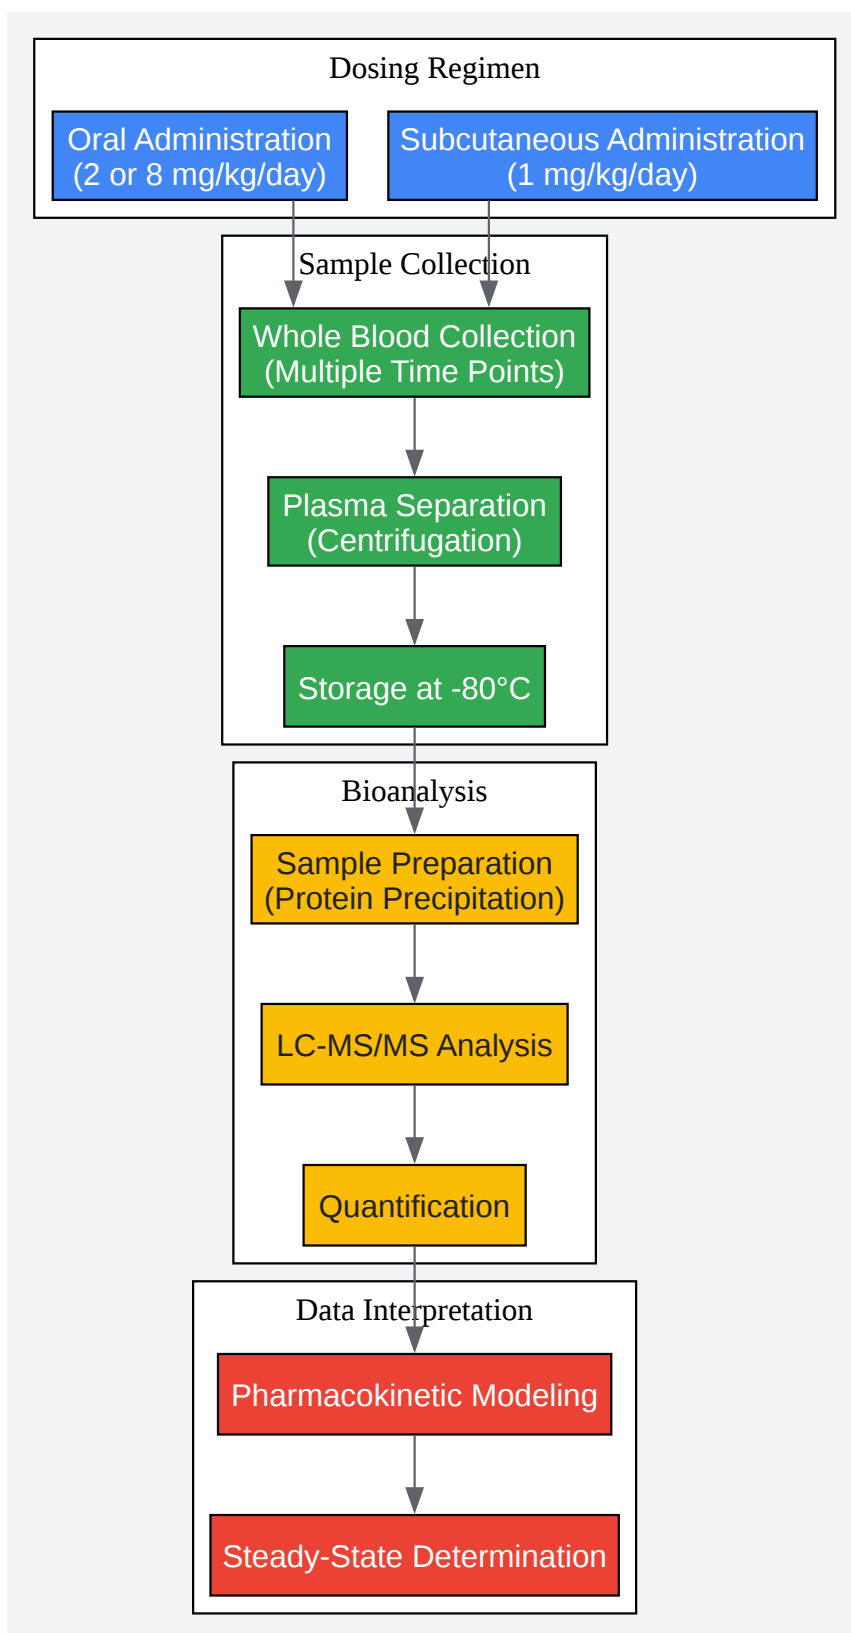 Dosing Regimen
Oral Administration
(2 or 8 mg/kg/day)
Subcutaneous Administration
(1 mg/kg/day)
Sample Collection
Whole Blood Collection
(Multiple Time Points)
Plasma Separation
(Centrifugation)
Storage at -80°C
Bioanalysis
Sample Preparation
(Protein Precipitation)
LC-MS/MS Analysis
Quantification
Data Interpretation
Pharmacokinetic Modeling
Steady-State Determination